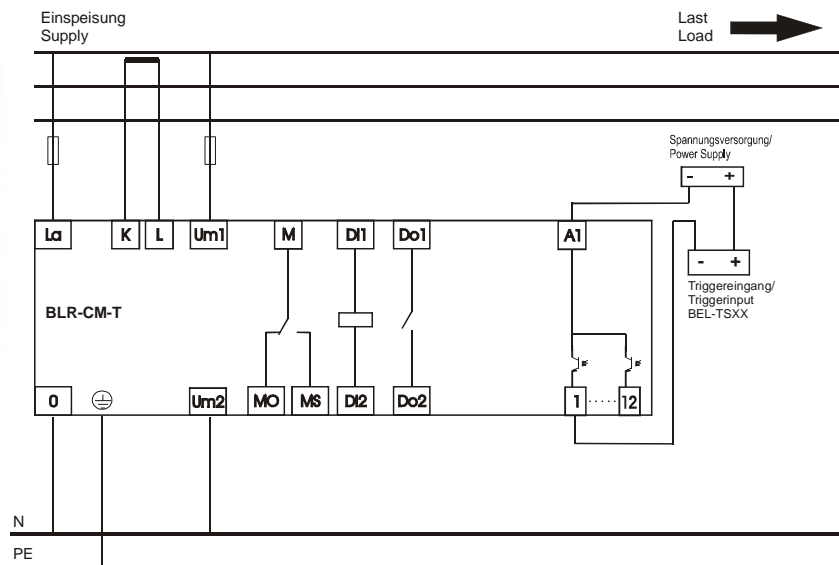 Einspeisung
Supply
Last
Load
Spannungsversorgung/
Power Supply
- +
La K L Um1 M DI1 Do1 A1
- +
Triggereingang/
Triggerinput
BEL-TSXX
BLR-CM-T
0 Um2 MO MS DI2 Do2 1 ...... 12
N
PE